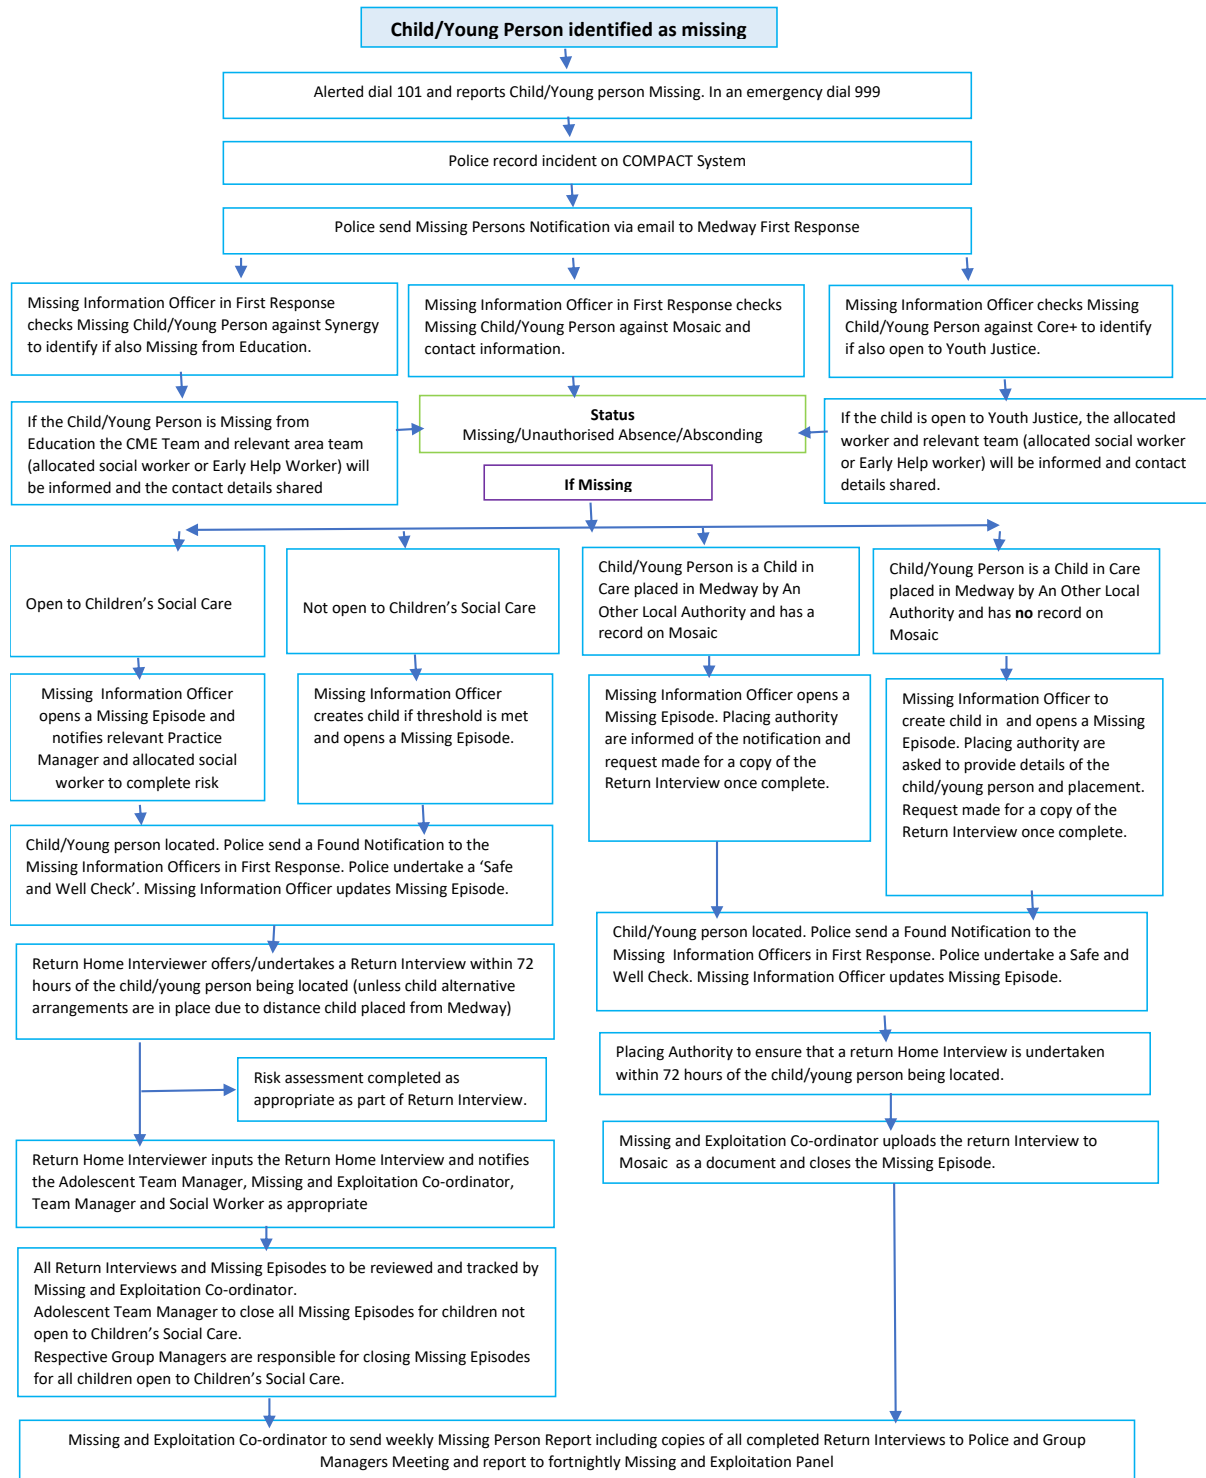 Child/Young Person identified as missing
Alerted dial 101 and reports Child/Young person Missing. In an emergency dial 999
Police record incident on COMPACT System
Police send Missing Persons Notification via email to Medway First Response
Missing Information Officer in First Response
checks Missing Child/Young Person against Synergy
to identify if also Missing from Education.
Missing Information Officer in First Response checks
Missing Child/Young Person against Mosaic and
contact information.
Missing Information Officer checks Missing
Child/Young Person against Core+ to identify
if also open to Youth Justice.
If the Child/Young Person is Missing from
Education the CME Team and relevant area team
(allocated social worker or Early Help Worker) will
be informed and the contact details shared
Status
Missing/Unauthorised Absence/Absconding
If the child is open to Youth Justice, the allocated
worker and relevant team (allocated social worker
or Early Help worker) will be informed and contact
details shared.
If Missing
Open to Children's Social Care
Not open to Children's Social Care
Child/Young Person is a Child in
Care placed in Medway by An
Other Local Authority and has a
record on Mosaic
Child/Young Person is a Child in Care
placed in Medway by An Other Local
Authority and has no record on
Mosaic
Missing Information Officer
opens a Missing Episode and
notifies relevant Practice
Manager and allocated social
worker to complete risk
Missing Information Officer
creates child if threshold is met
and opens a Missing Episode.
Missing Information Officer opens a
Missing Episode. Placing authority
are informed of the notification and
request made for a copy of the
Return Interview once complete.
Missing Information Officer to
create child in and opens a Missing
Episode. Placing authority are
asked to provide details of the
child/young person and placement.
Request made for a copy of the
Return Interview once complete.
Child/Young person located. Police send a Found Notification to the
Missing Information Officers in First Response. Police undertake a 'Safe
and Well Check'. Missing Information Officer updates Missing Episode.
Child/Young person located. Police send a Found Notification to the
Missing Information Officers in First Response. Police undertake a Safe and
Well Check. Missing Information Officer updates Missing Episode.
Return Home Interviewer offers/undertakes a Return Interview within 72
hours of the child/young person being located (unless child alternative
arrangements are in place due to distance child placed from Medway)
Placing Authority to ensure that a return Home Interview is undertaken
within 72 hours of the child/young person being located.
Risk assessment completed as
appropriate as part of Return Interview.
Missing and Exploitation Co-ordinator uploads the return Interview to
Mosaic as a document and closes the Missing Episode.
Return Home Interviewer inputs the Return Home Interview and notifies
the Adolescent Team Manager, Missing and Exploitation Co-ordinator,
Team Manager and Social Worker as appropriate
All Return Interviews and Missing Episodes to be reviewed and tracked by
Missing and Exploitation Co-ordinator.
Adolescent Team Manager to close all Missing Episodes for children not
open to Children's Social Care.
Respective Group Managers are responsible for closing Missing Episodes
for all children open to Children's Social Care.
Missing and Exploitation Co-ordinator to send weekly Missing Person Report including copies of all completed Return Interviews to Police and Group
Managers Meeting and report to fortnightly Missing and Exploitation Panel